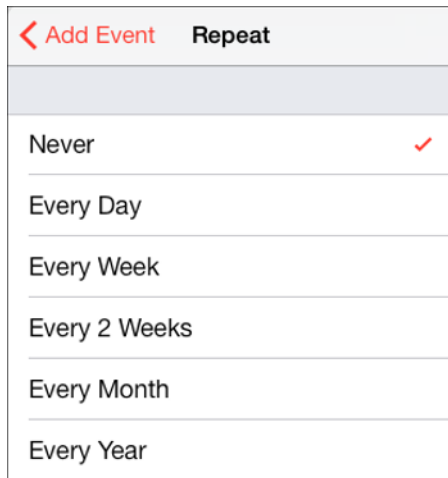 Add Event Repeat
Never
Every Day
Every Week
Every 2 Weeks
Every Month
Every Year